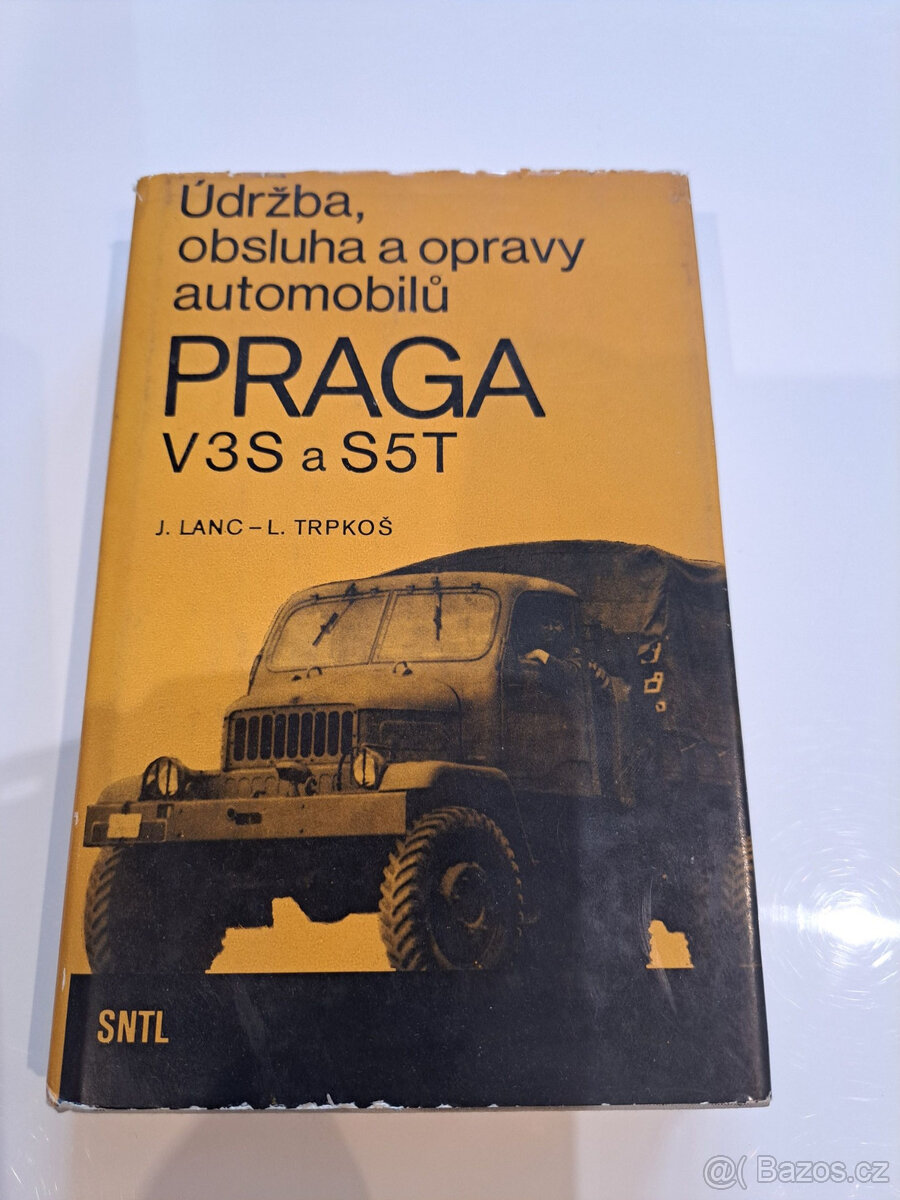 Údržba,
obsluha a opravy
automobilů
PRAGA
V3S a S5T
J. LANC – L. TRPKOŠ
SNTL
@( Bazos.cz